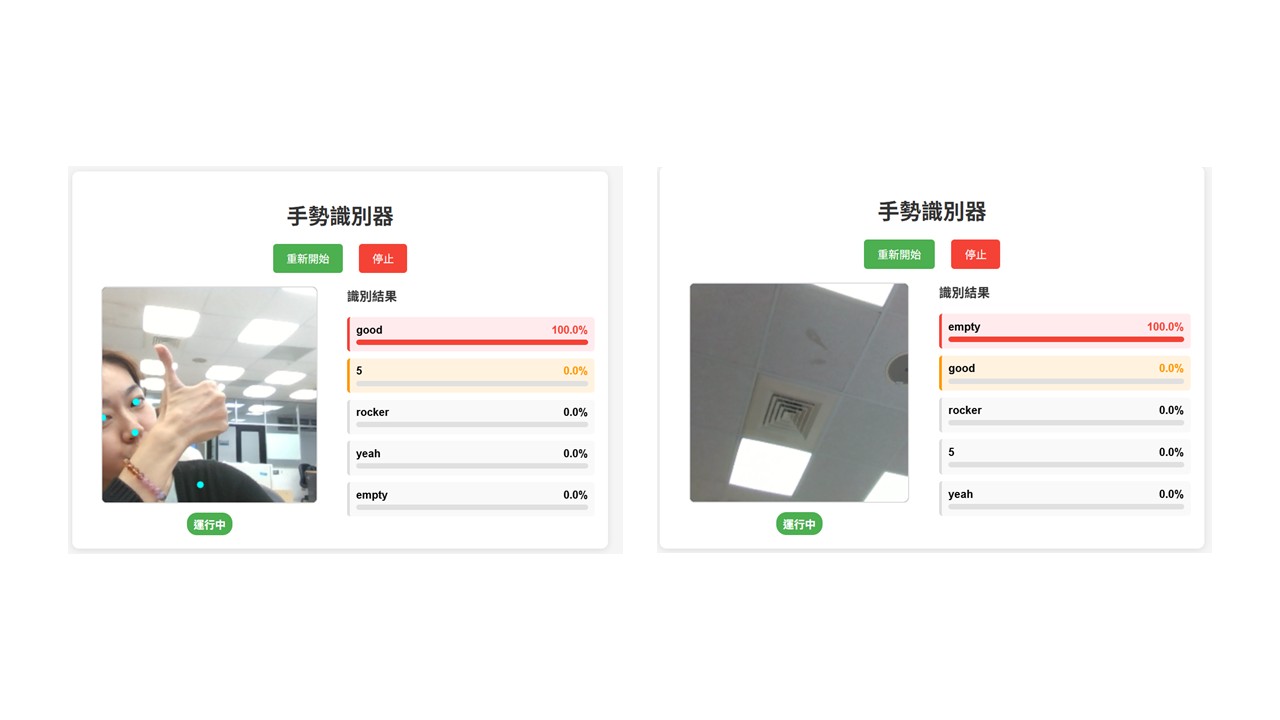 手勢識別器
重新開始 停止
識別結果
good 100.0%
5 0.0%
rocker 0.0%
yeah 0.0%
empty 0.0%
運行中
手勢識別器
重新開始 停止
識別結果
empty 100.0%
good 0.0%
rocker 0.0%
5 0.0%
yeah 0.0%
運行中